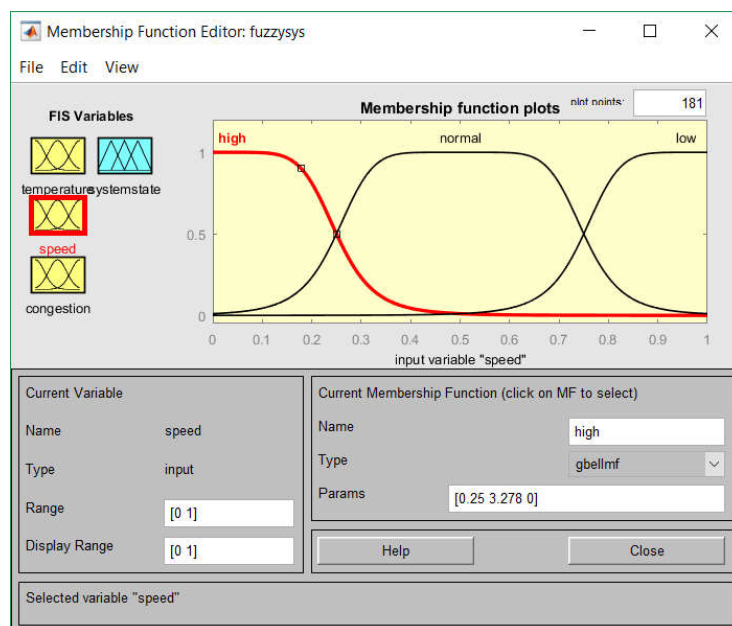 Membership Function Editor: fuzzysys
File Edit View
FIS Variables
Membership function plots plot points: 181
temperature systemstate
speed
congestion
high normal low
1
0.5
0
0 0.1 0.2 0.3 0.4 0.5 0.6 0.7 0.8 0.9 1
input variable "speed"
Current Variable
Name speed
Type input
Range [0 1]
Display Range [0 1]
Current Membership Function (click on MF to select)
Name high
Type gbellmf
Params [0.25 3.278 0]
Help Close
Selected variable "speed"